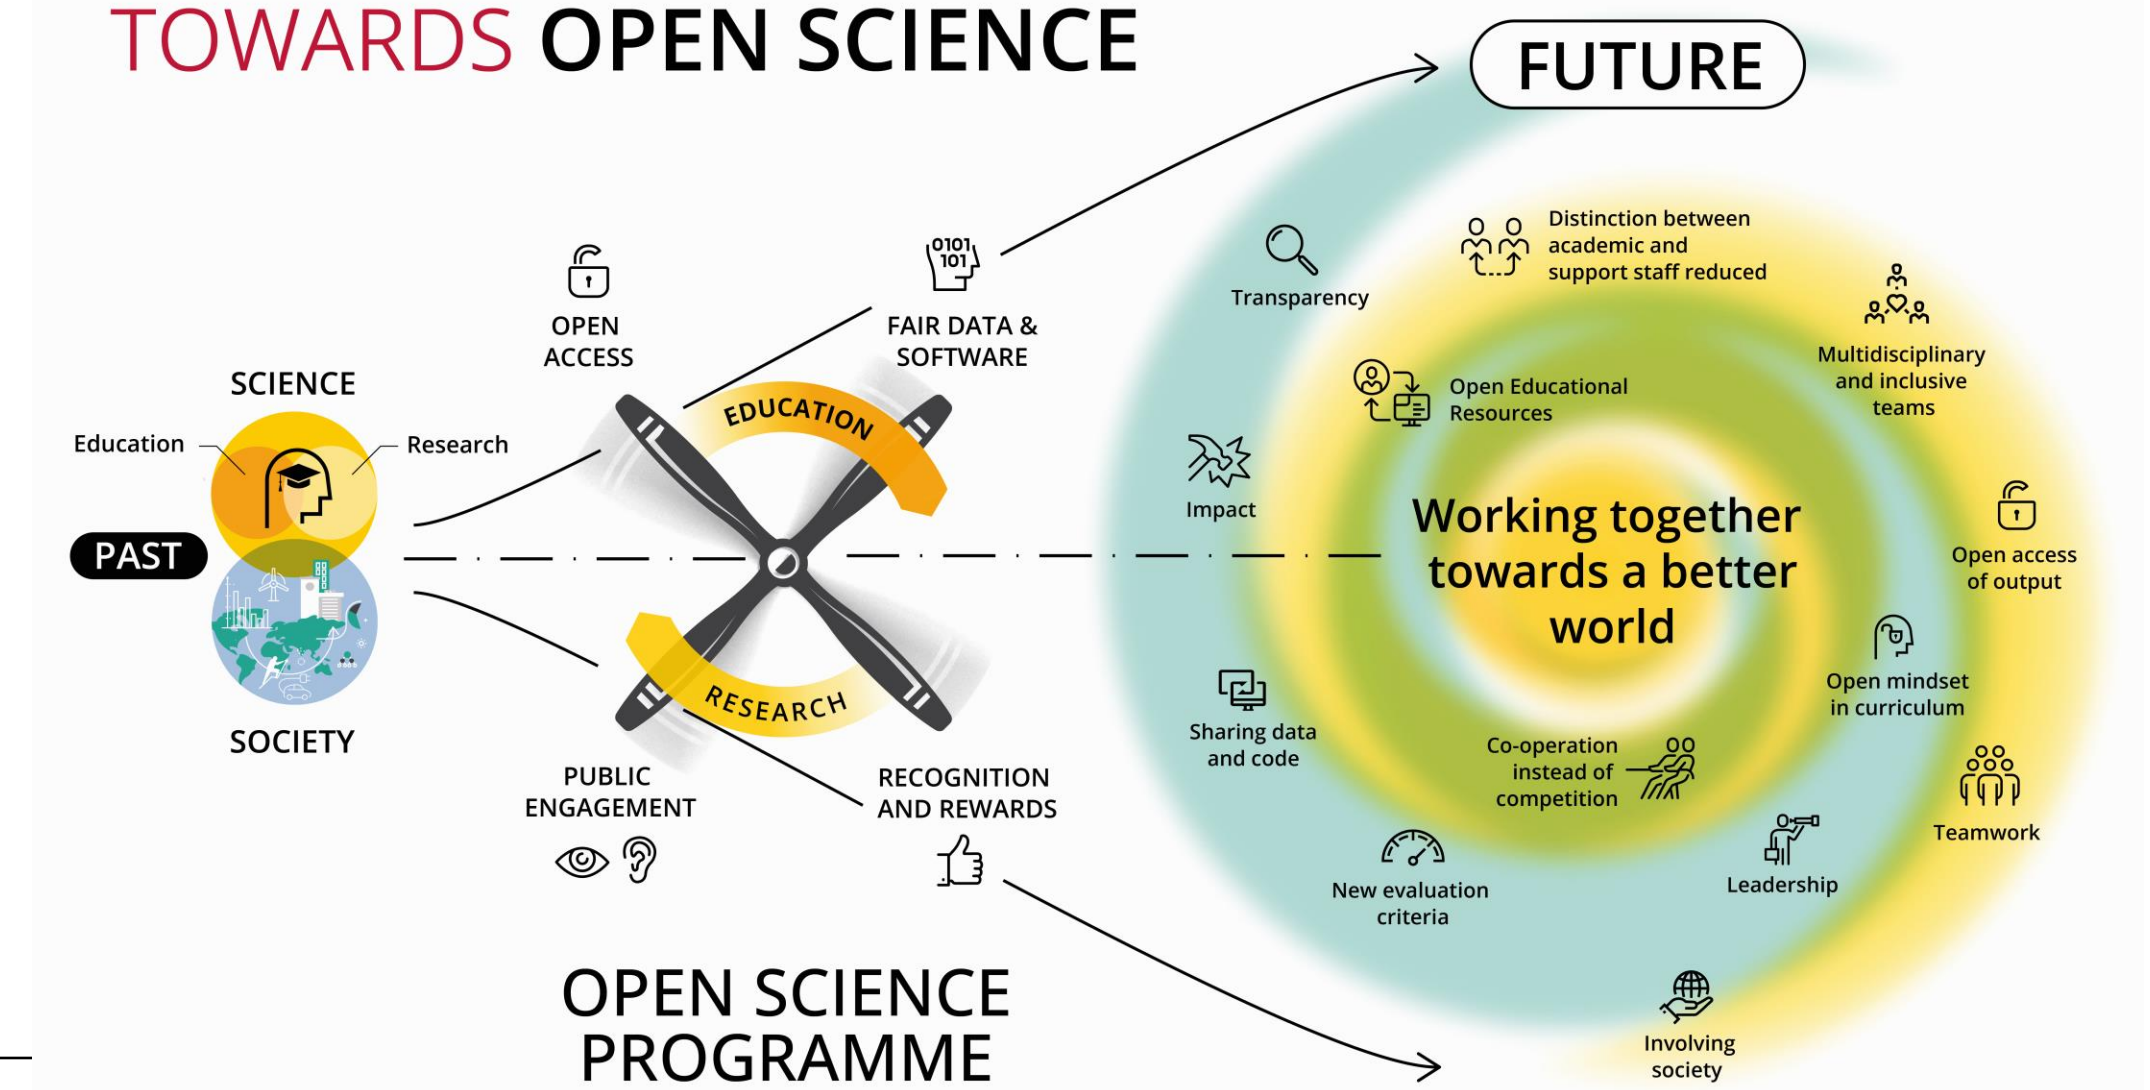 TOWARDS OPEN SCIENCE
FUTURE
SCIENCE
Education
Research
PAST
SOCIETY
OPEN
ACCESS
0101
101
FAIR DATA &
SOFTWARE
EDUCATION
RESEARCH
PUBLIC
ENGAGEMENT
RECOGNITION
AND REWARDS
OPEN SCIENCE
PROGRAMME
Transparency
Distinction between
academic and
support staff reduced
Multidisciplinary
and inclusive
teams
Open Educational
Resources
Impact
Working together
towards a better
world
Open access
of output
Open mindset
in curriculum
Sharing data
and code
Co-operation
instead of
competition
Teamwork
Leadership
New evaluation
criteria
Involving
society